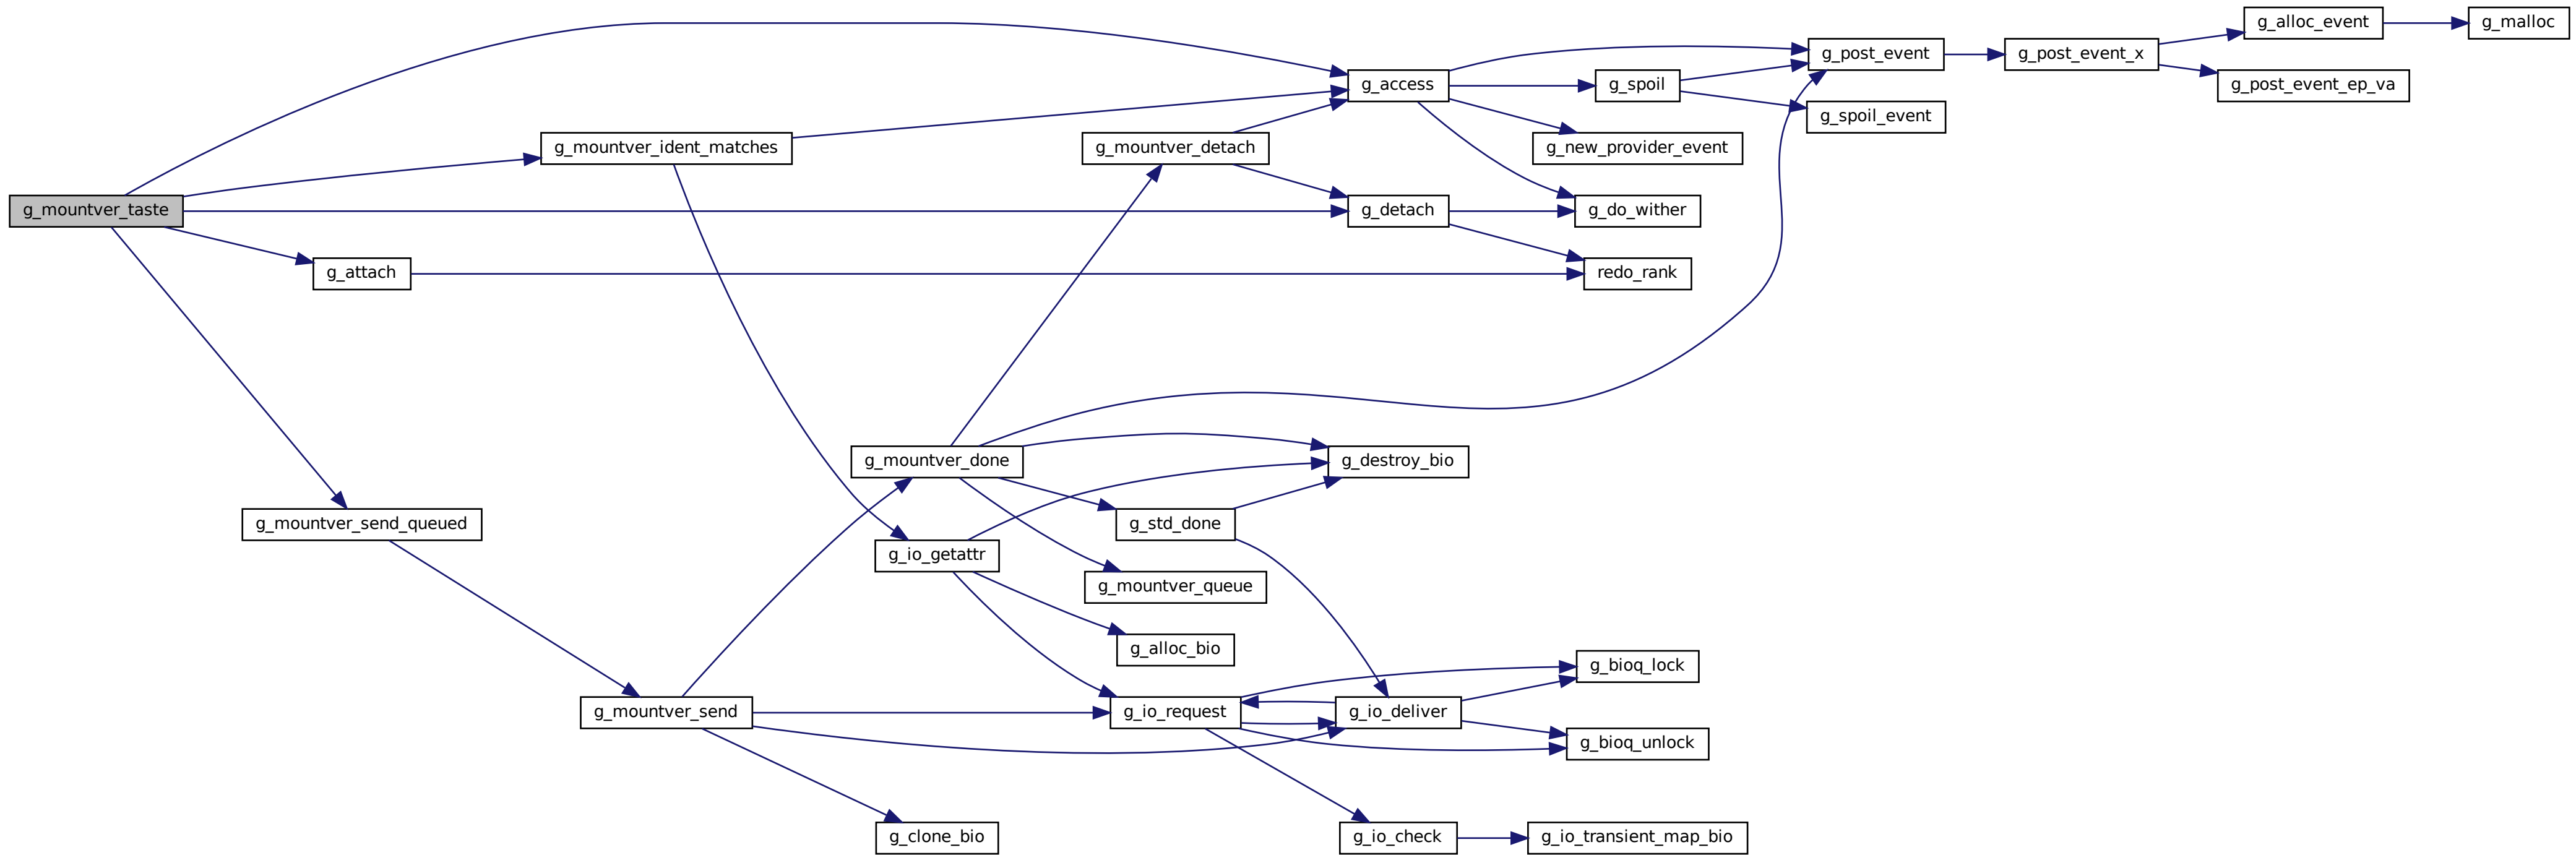 g_alloc_event
g_malloc
g_post_event
g_post_event_x
g_access
g_spoil
g_post_event_ep_va
g_spoil_event
g_mountver_ident_matches
g_mountver_detach
g_new_provider_event
g_mountver_taste
g_detach
g_do_wither
g_attach
redo_rank
g_mountver_done
g_destroy_bio
g_mountver_send_queued
g_std_done
g_io_getattr
g_mountver_queue
g_alloc_bio
g_bioq_lock
g_mountver_send
g_io_request
g_io_deliver
g_bioq_unlock
g_clone_bio
g_io_check
g_io_transient_map_bio